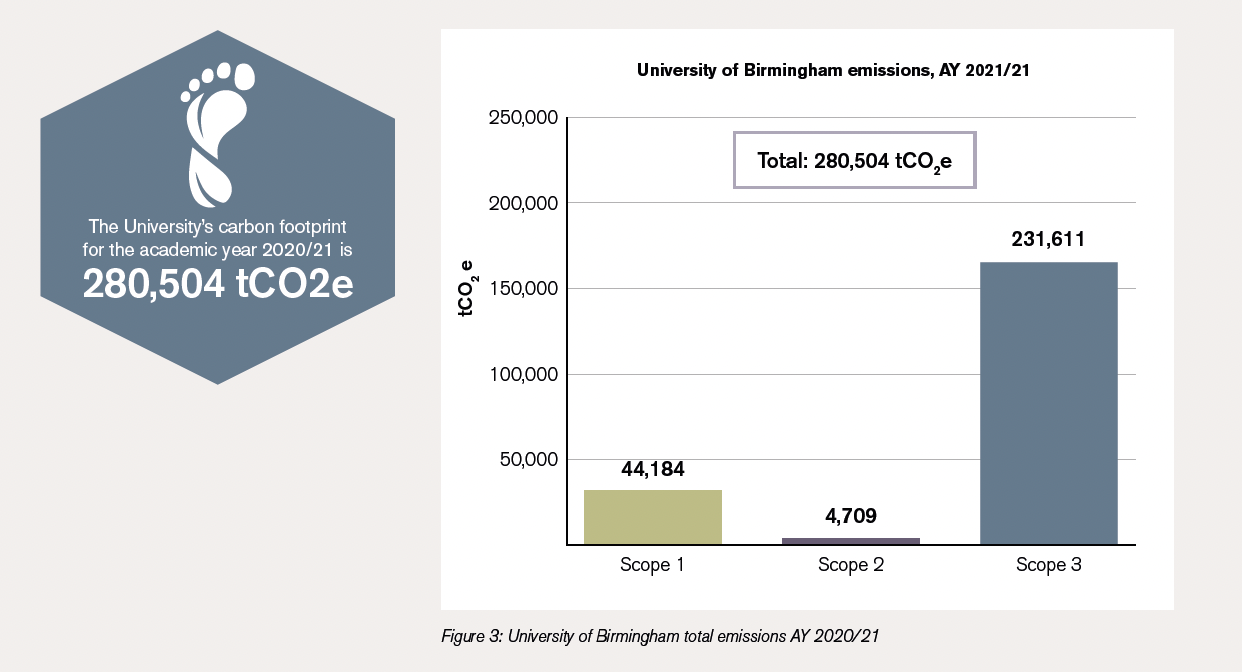 The University's carbon footprint
for the academic year 2020/21 is
280,504 tCO2e
University of Birmingham emissions, AY 2021/21
Total: 280,504 tCO₂e
tCO₂ e
250,000
200,000
150,000
100,000
50,000
44,184
4,709
231,611
Scope 1
Scope 2
Scope 3
Figure 3: University of Birmingham total emissions AY 2020/21